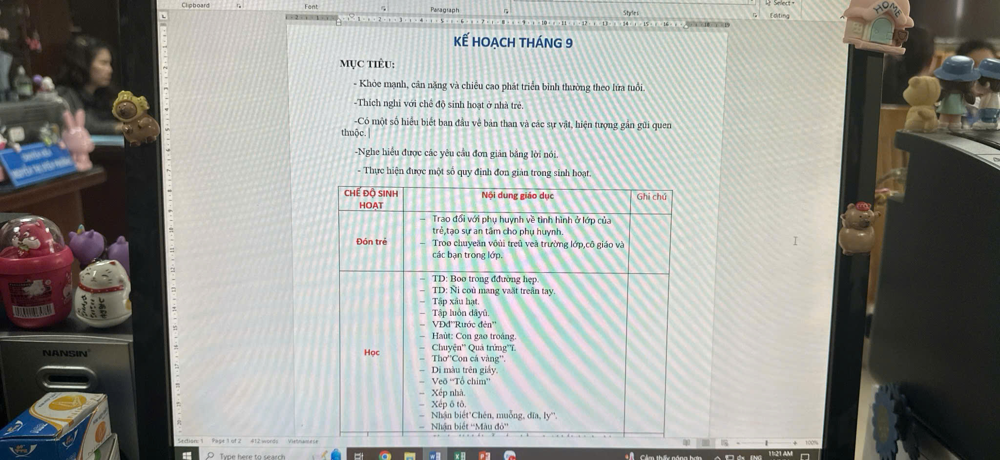 Clipboard
Font
Paragraph
Styles
Select
Editing
HOME
KẾ HOẠCH THÁNG 9
MỤC TIÊU:
- Khỏe mạnh, cân nặng và chiều cao phát triển bình thường theo lứa tuổi.
-Thích nghi với chế độ sinh hoạt ở nhà trẻ.
-Có một số hiểu biết ban đầu về bản than và các sự vật, hiện tượng gần gũi quen
thuộc.
-Nghe hiểu được các yêu cầu đơn giản bằng lời nói.
- Thực hiện được một số quy định đơn giản trong sinh hoạt.
CHẾ ĐỘ SINH
HOẠT
Nội dung giáo dục
Ghi chú
Đón trẻ
– Trao đổi với phụ huynh về tình hình ở lớp của
trẻ,tạo sự an tâm cho phụ huynh.
– Troø chuyeän vôùi treû veà trường lớp,cô giáo và
các bạn trong lớp.
Học
– TD: Boø trong đđường hẹp.
– TD: Ñi coù mang vaät treân tay.
– Tập xâu hạt.
– Tập luồn dâyû.
– VĐđ”Rước đèn”
– Haùt: Con gaø troáng.
– Chuyện” Quả trứng”ï.
– Thơ”Con cá vàng”.
– Di màu trên giấy.
– Veõ “Tổ chim”
– Xếp nhà.
– Xếp ô tô.
– Nhận biết’Chén, muỗng, dĩa, ly”.
– Nhận biết “Màu đỏ”
Section: 1 Page 1 of 2 412 words Vietnamese
100%
Type here to search
Cảm thấy nóng hơn
ENG
11:21 AM
NANSIN